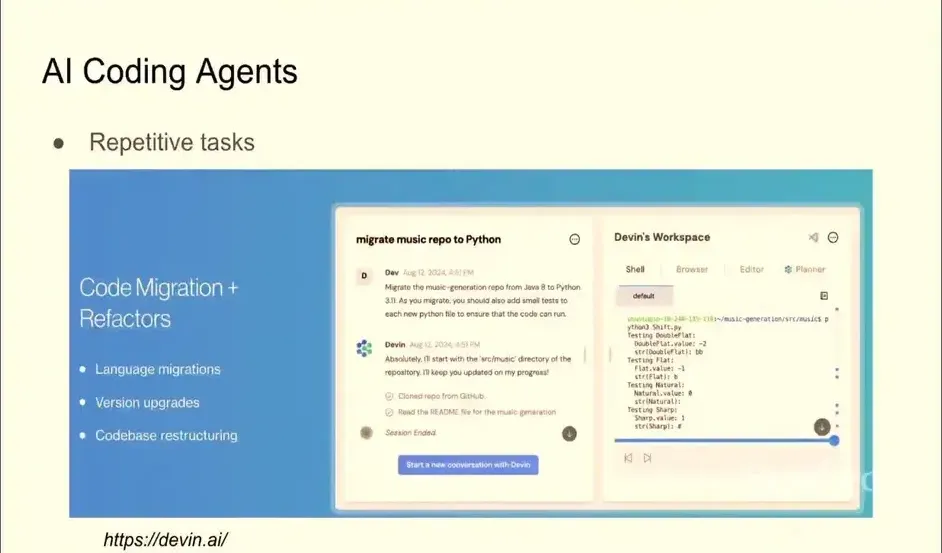 AI Coding Agents
Repetitive tasks
Code Migration +
Refactors
Language migrations
Version upgrades
Codebase restructuring
migrate music repo to Python
D
Dev Aug 12, 2024, 4:51 PM
Migrate the music-generation repo from Java 8 to Python
3.11. As you migrate, you should also add small tests to
each new python file to ensure that the code can run.
Devin Aug 12, 2024, 4:51 PM
Absolutely, I'll start with the `src/music` directory of the
repository. I'll keep you updated on my progress!
Cloned repo from GitHub
Read the README file for the music generation
Session Ended.
Start a new conversation with Devin
Devin's Workspace
Shell
Browser
Editor
Planner
default
:~/music-generation/src/music$ p
ython3 Shift.py
Testing DoubleFlat:
DoubleFlat.value: -2
str(DoubleFlat): bb
Testing Flat:
Flat.value: -1
str(Flat): b
Testing Natural:
Natural.value: 0
str(Natural):
Testing Sharp:
Sharp.value: 1
str(Sharp): #
https://devin.ai/